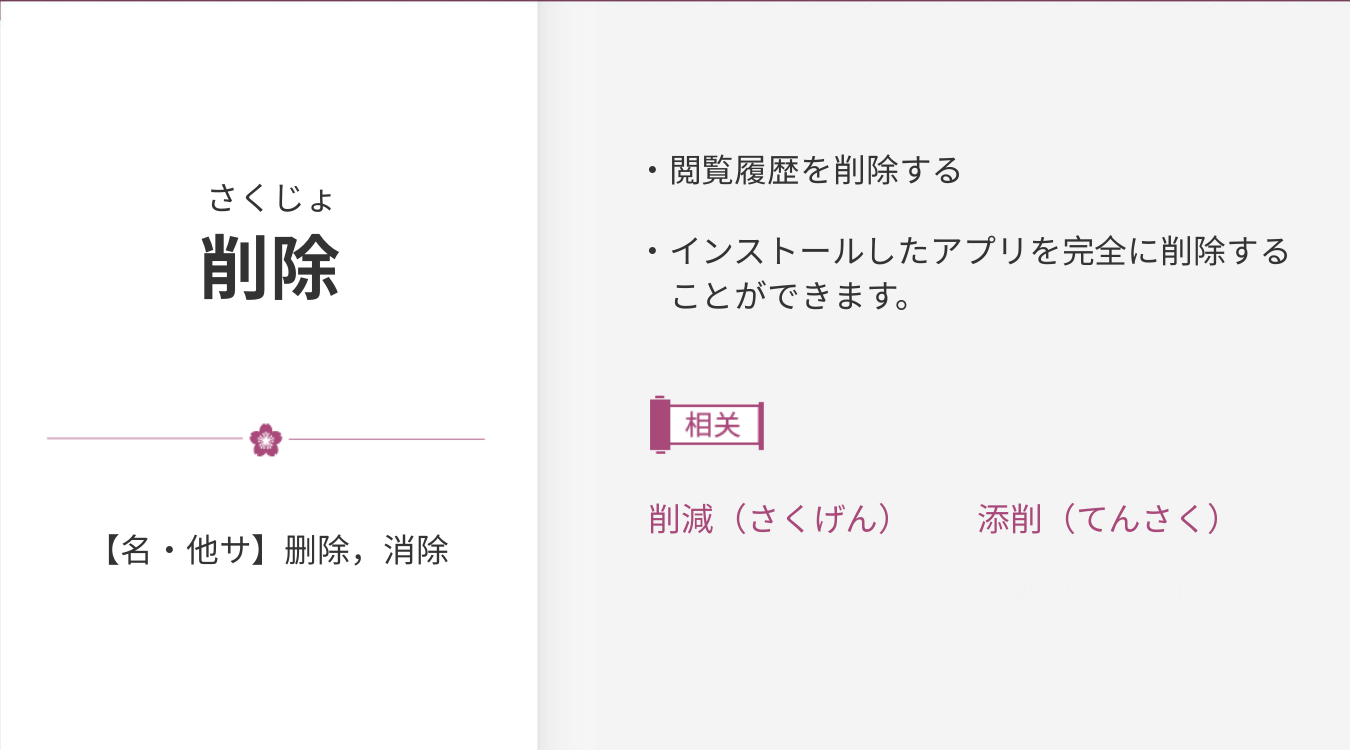 さくじょ
削除
【名・他サ】删除，消除
・閲覧履歴を削除する
・インストールしたアプリを完全に削除する
ことができます。
相关
削減（さくげん） 添削（てんさく）